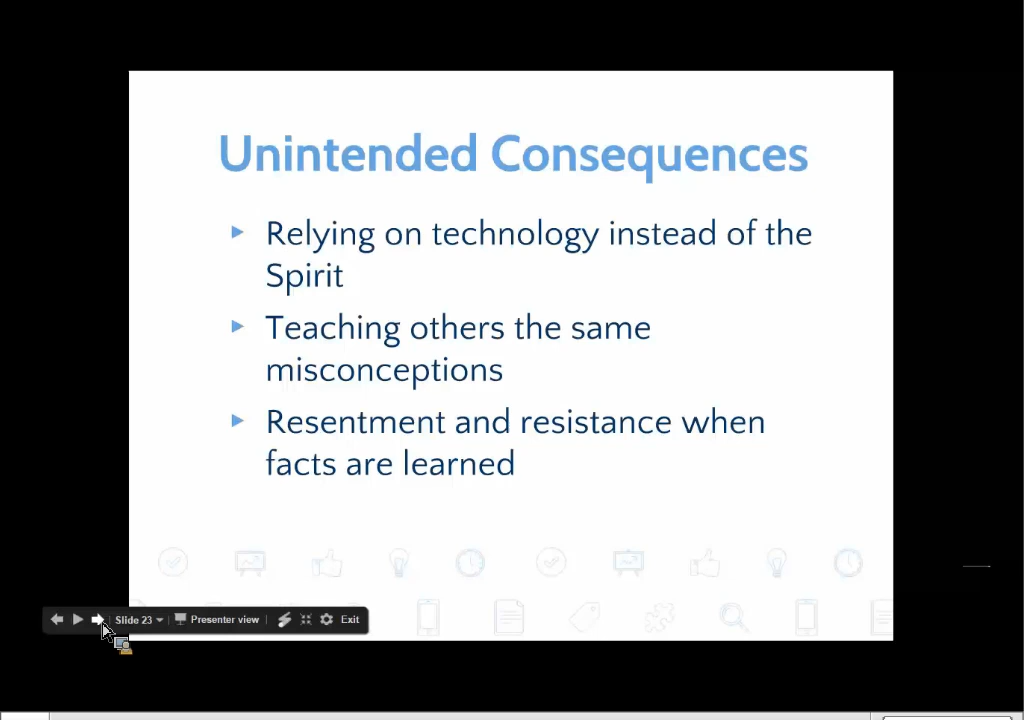 Unintended Consequences
Relying on technology instead of the
Spirit
Teaching others the same
misconceptions
Resentment and resistance when
facts are learned
Slide 23 Presenter view Exit